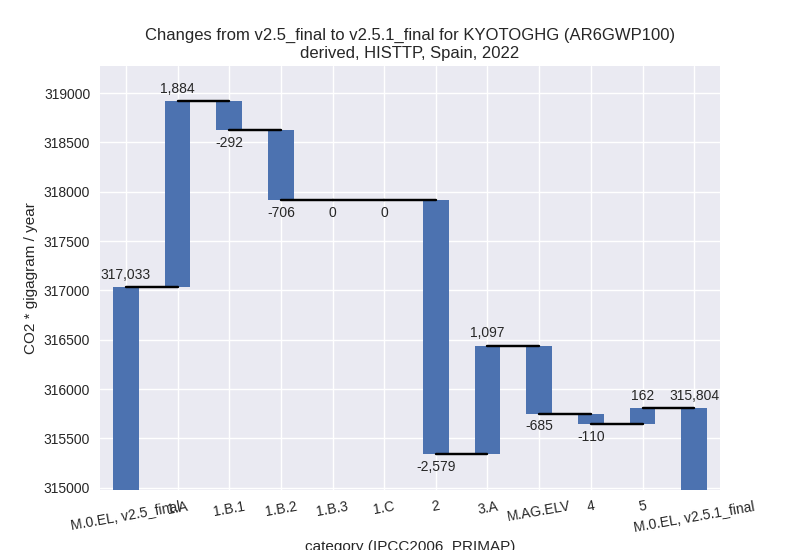 Changes from v2.5_final to v2.5.1_final for KYOTOGHG (AR6GWP100)
derived, HISTTP, Spain, 2022
CO2 * gigagram / year
319000
318500
318000
317500
317000
316500
316000
315500
315000
317,033
1,884
-292
-706
0
0
-2,579
1,097
-685
-110
162
315,804
M.0.EL, v2.5_final
1.A
1.B.1
1.B.2
1.B.3
1.C
2
3.A
M.AG.ELV
4
5
M.0.EL, v2.5.1_final
category (IPCC2006_PRIMAP)